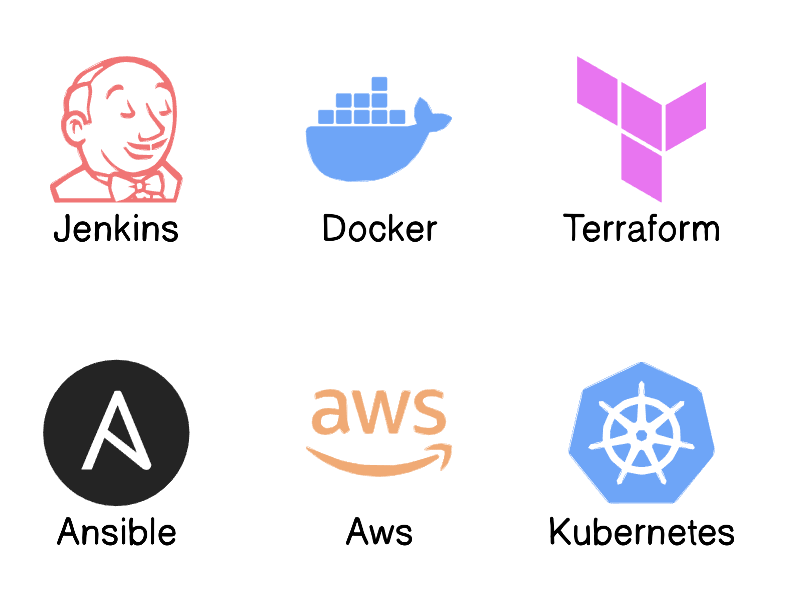 Jenkins
Docker
Terraform
aws
Ansible
Aws
Kubernetes